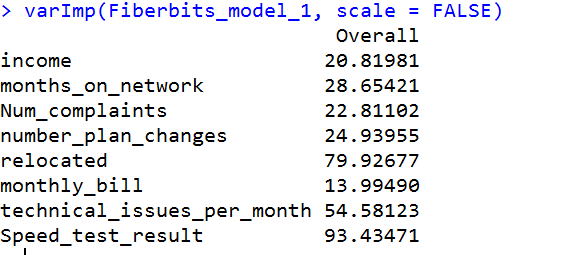 > varImp(Fiberbits_model_1, scale = FALSE)
Overall
income 20.81981
months_on_network 28.65421
Num_complaints 22.81102
number_plan_changes 24.93955
relocated 79.92677
monthly_bill 13.99490
technical_issues_per_month 54.58123
Speed_test_result 93.43471